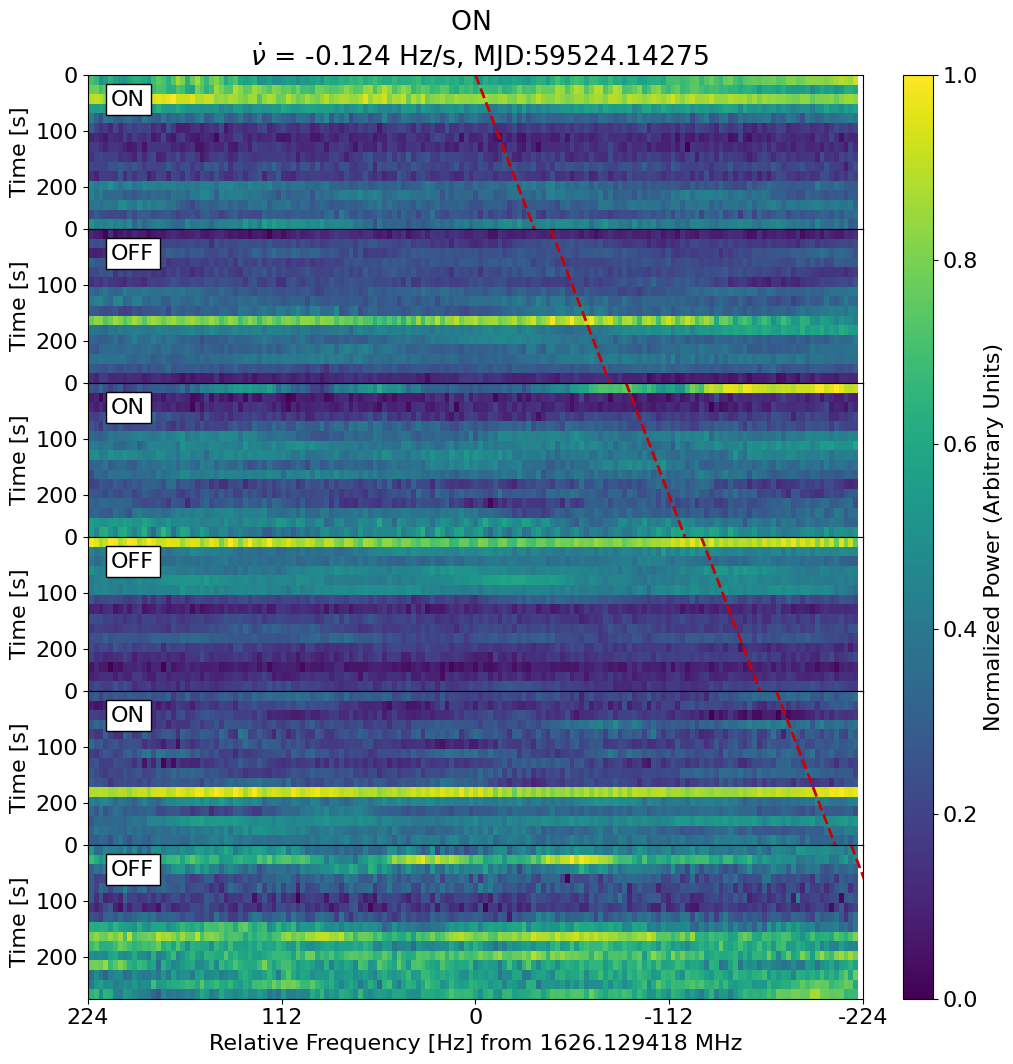 ON
ν̇ = -0.124 Hz/s, MJD:59524.14275
0
ON
100
200
Time [s]
0
OFF
100
200
Time [s]
0
ON
100
200
Time [s]
0
OFF
100
200
Time [s]
0
ON
100
200
Time [s]
0
OFF
100
200
Time [s]
224 112 0 -112 -224
Relative Frequency [Hz] from 1626.129418 MHz
1.0
0.8
0.6
0.4
0.2
0.0
Normalized Power (Arbitrary Units)